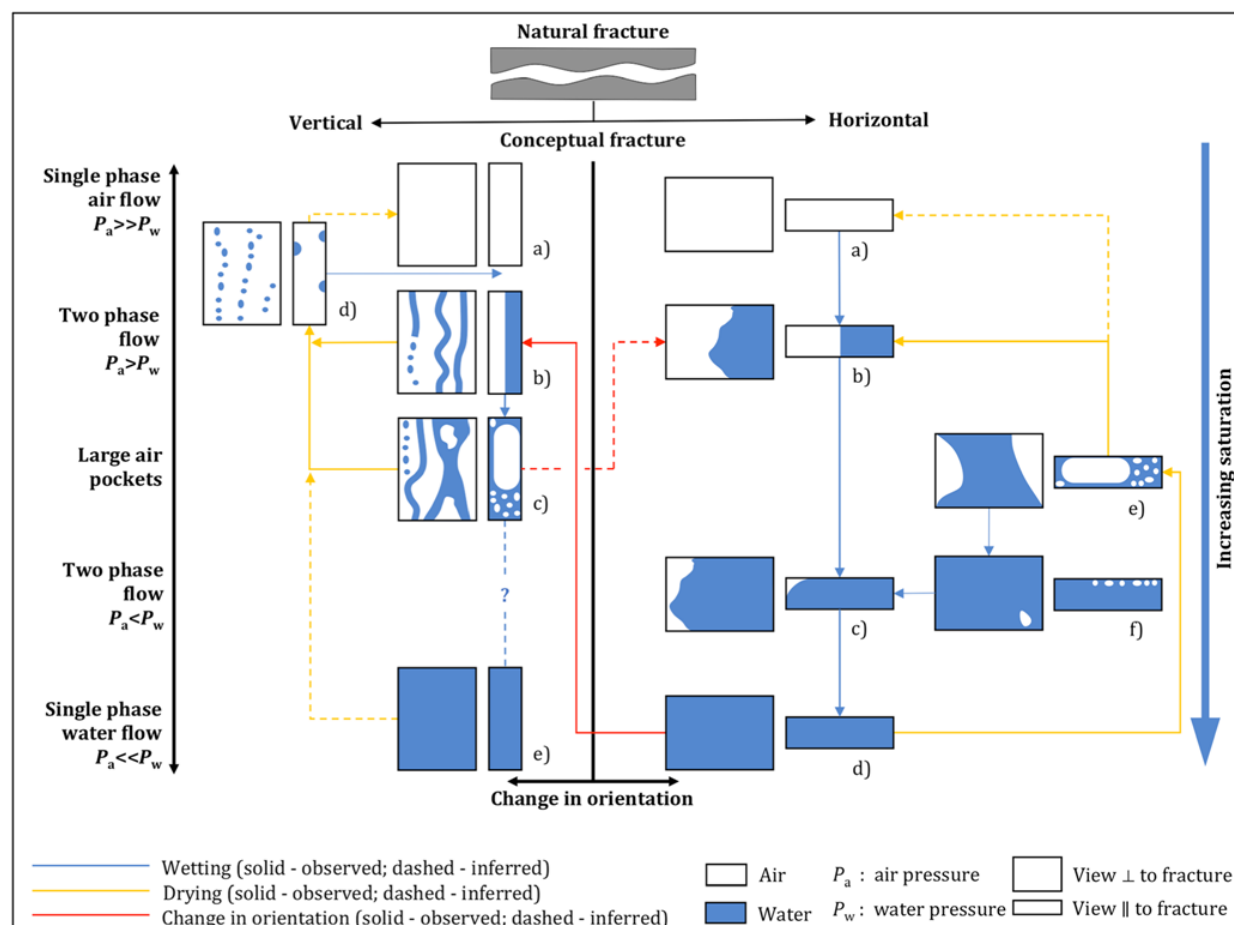 Natural fracture
Vertical
Horizontal
Conceptual fracture
Single phase
air flow
Pa>>Pw
a)
a)
d)
Two phase
flow
Pa>Pw
b)
b)
Large air
pockets
c)
e)
Increasing saturation
Two phase
flow
Pa<Pw
?
c)
f)
Single phase
water flow
Pa<<Pw
e)
d)
Change in orientation
Wetting (solid - observed; dashed - inferred)
Drying (solid - observed; dashed - inferred)
Change in orientation (solid - observed; dashed - inferred)
Air
Water
Pa : air pressure
Pw : water pressure
View ⊥ to fracture
View ∥ to fracture